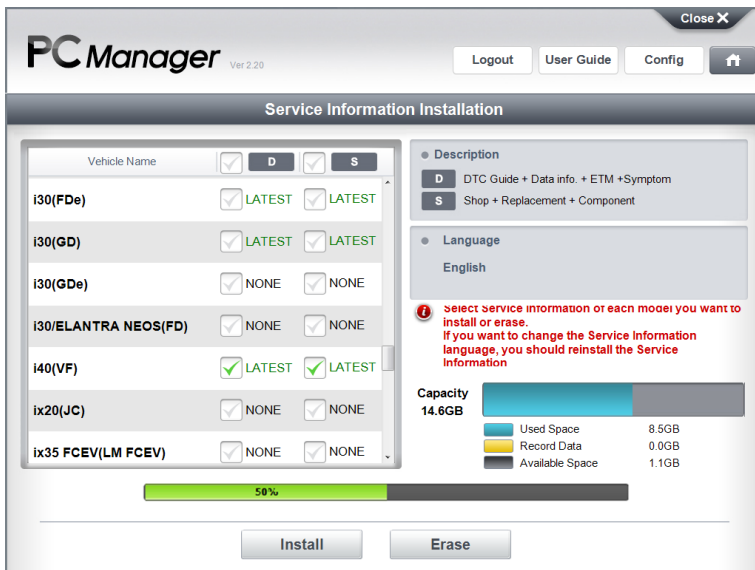 Close X
PC Manager Ver 2.20
Logout User Guide Config
Service Information Installation
Vehicle Name D S
i30(FDe) LATEST LATEST
i30(GD) LATEST LATEST
i30(GDe) NONE NONE
i30/ELANTRA NEOS(FD) NONE NONE
i40(VF) LATEST LATEST
ix20(JC) NONE NONE
ix35 FCEV(LM FCEV) NONE NONE
Description
D DTC Guide + Data info. + ETM +Symptom
S Shop + Replacement + Component
Language
English
Select Service information of each model you want to
install or erase.
If you want to change the Service Information
language, you should reinstall the Service
Information
Capacity
14.6GB
Used Space 8.5GB
Record Data 0.0GB
Available Space 1.1GB
50%
Install Erase